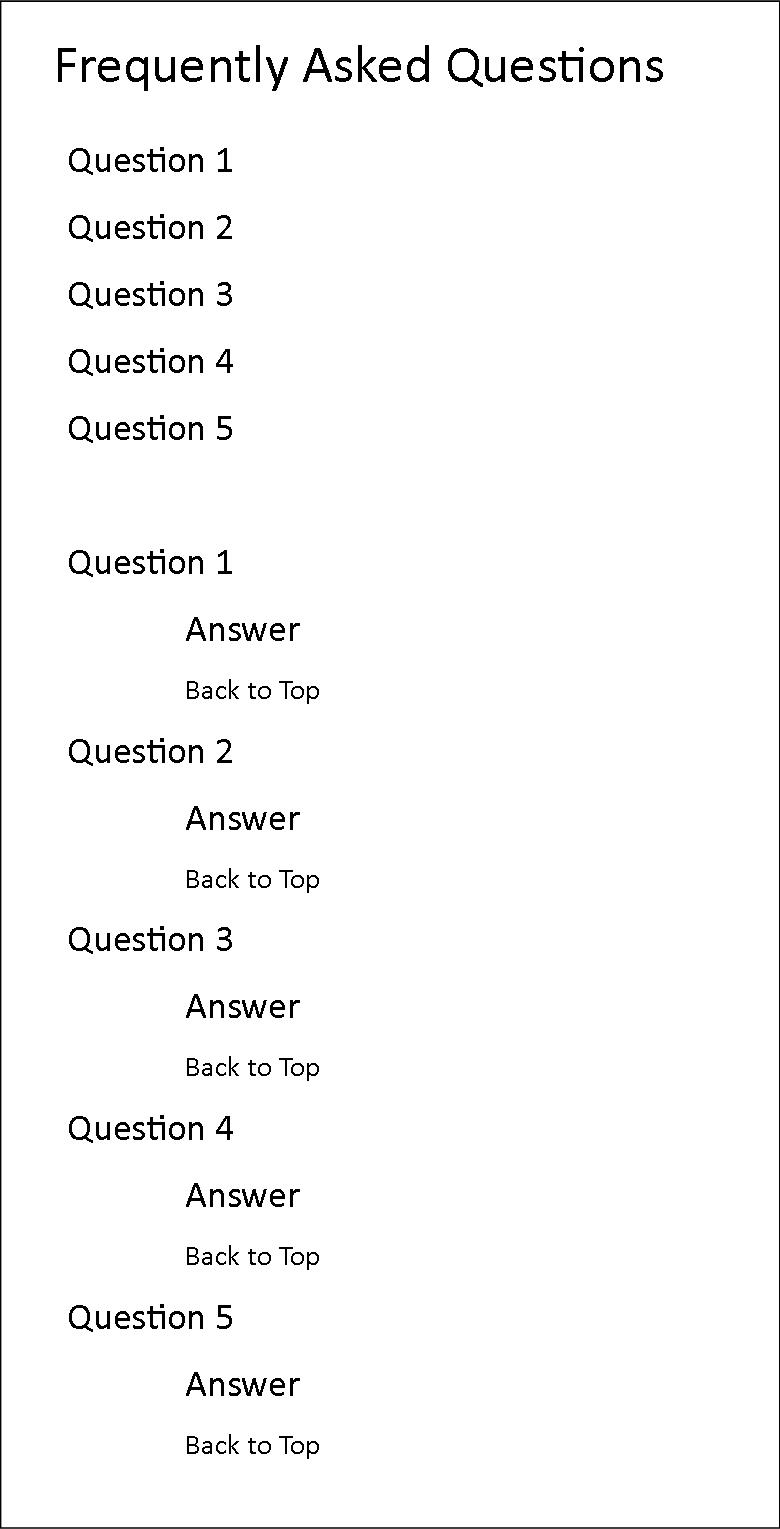 Frequently Asked Questions
Question 1
Question 2
Question 3
Question 4
Question 5
Question 1
Answer
Back to Top
Question 2
Answer
Back to Top
Question 3
Answer
Back to Top
Question 4
Answer
Back to Top
Question 5
Answer
Back to Top